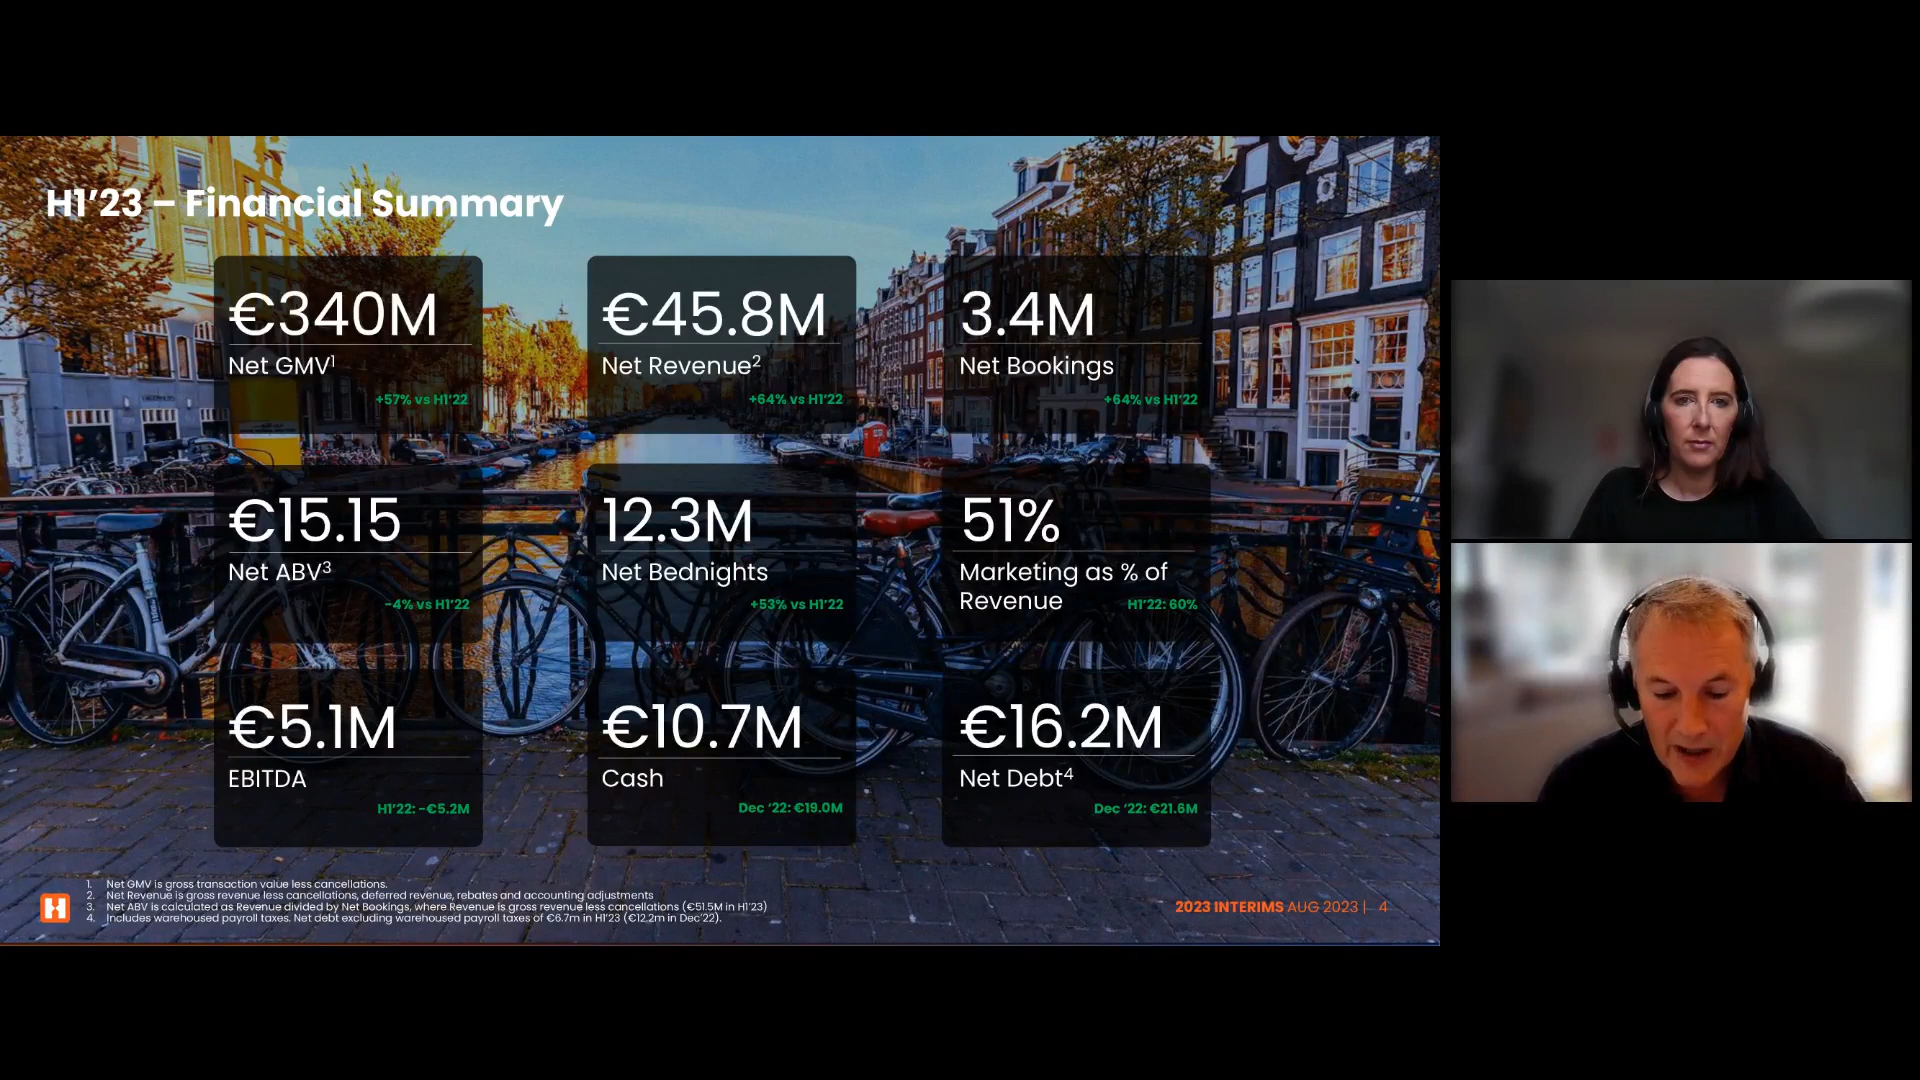 H1’23 – Financial Summary
€340M
Net GMV¹
+57% vs H1’22
€45.8M
Net Revenue²
+64% vs H1’22
3.4M
Net Bookings
+64% vs H1’22
€15.15
Net ABV³
-4% vs H1’22
12.3M
Net Bednights
+53% vs H1’22
51%
Marketing as % of
Revenue
H1’22: 60%
€5.1M
EBITDA
H1’22: -€5.2M
€10.7M
Cash
Dec ’22: €19.0M
€16.2M
Net Debt⁴
Dec ’22: €21.6M
1. Net GMV is gross transaction value less cancellations.
2. Net Revenue is gross revenue less cancellations, deferred revenue, rebates and accounting adjustments
3. Net ABV is calculated as Revenue divided by Net Bookings, where Revenue is gross revenue less cancellations (€51.5M in H1’23)
4. Includes warehoused payroll taxes. Net debt excluding warehoused payroll taxes of €6.7m in H1’23 (€12.2m in Dec’22).
H
2023 INTERIMS AUG 2023 | 4